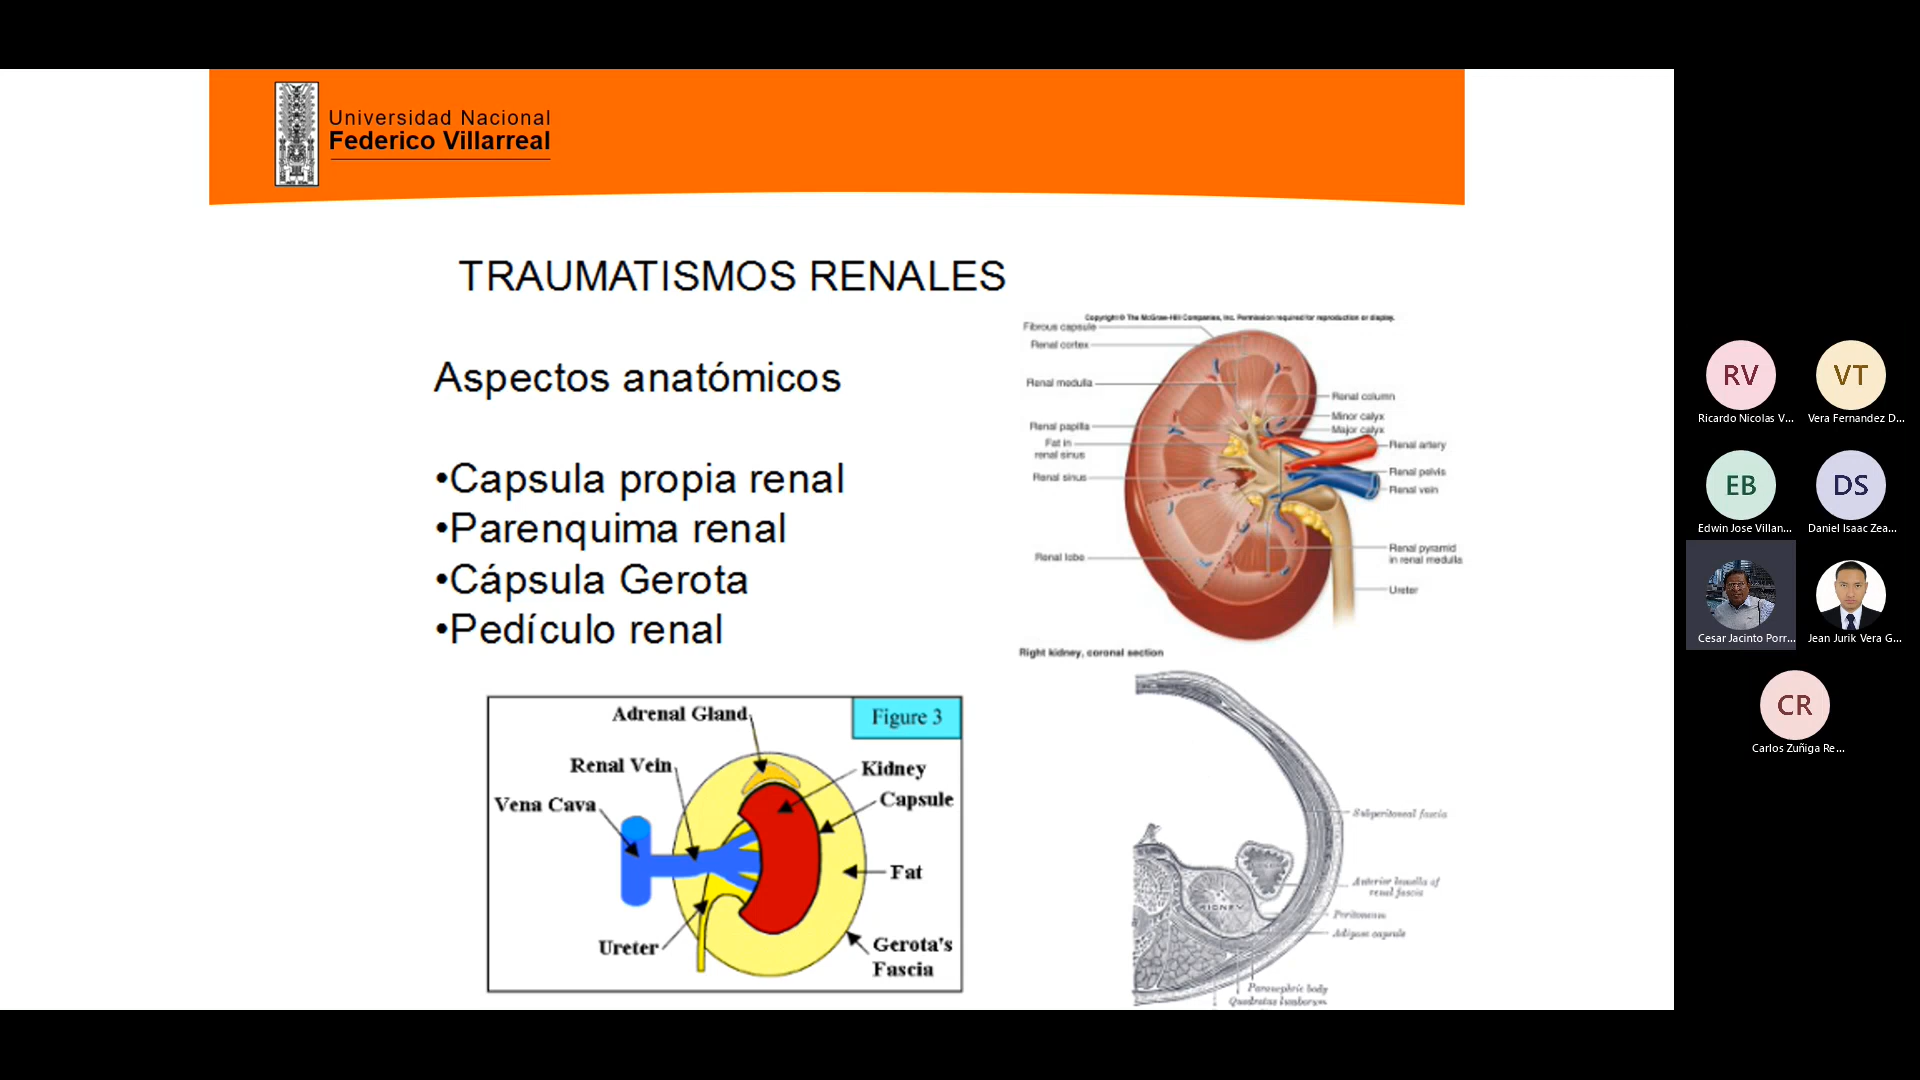 Universidad Nacional
Federico Villarreal
TRAUMATISMOS RENALES
Aspectos anatómicos
•Capsula propia renal
•Parenquima renal
•Cápsula Gerota
•Pedículo renal
Copyright © The McGraw-Hill Companies, Inc. Permission required for reproduction or display.
Fibrous capsule
Renal cortex
Renal medulla
Renal papilla
Fat in
renal sinus
Renal sinus
Renal lobe
Renal column
Minor calyx
Major calyx
Renal artery
Renal pelvis
Renal vein
Renal pyramid
in renal medulla
Ureter
Right kidney, coronal section
Figure 3
Adrenal Gland
Renal Vein
Vena Cava
Ureter
Kidney
Capsule
Fat
Gerota's
Fascia
Subperitoneal fascia
Anterior lamella of
renal fascia
Peritoneum
Adipose capsule
KIDNEY
Paranephric body
Quadratus lumborum
RV
Ricardo Nicolas V...
VT
Vera Fernandez D...
EB
Edwin Jose Villan...
DS
Daniel Isaac Zea...
Cesar Jacinto Porr...
Jean Jurik Vera G...
CR
Carlos Zuñiga Re...